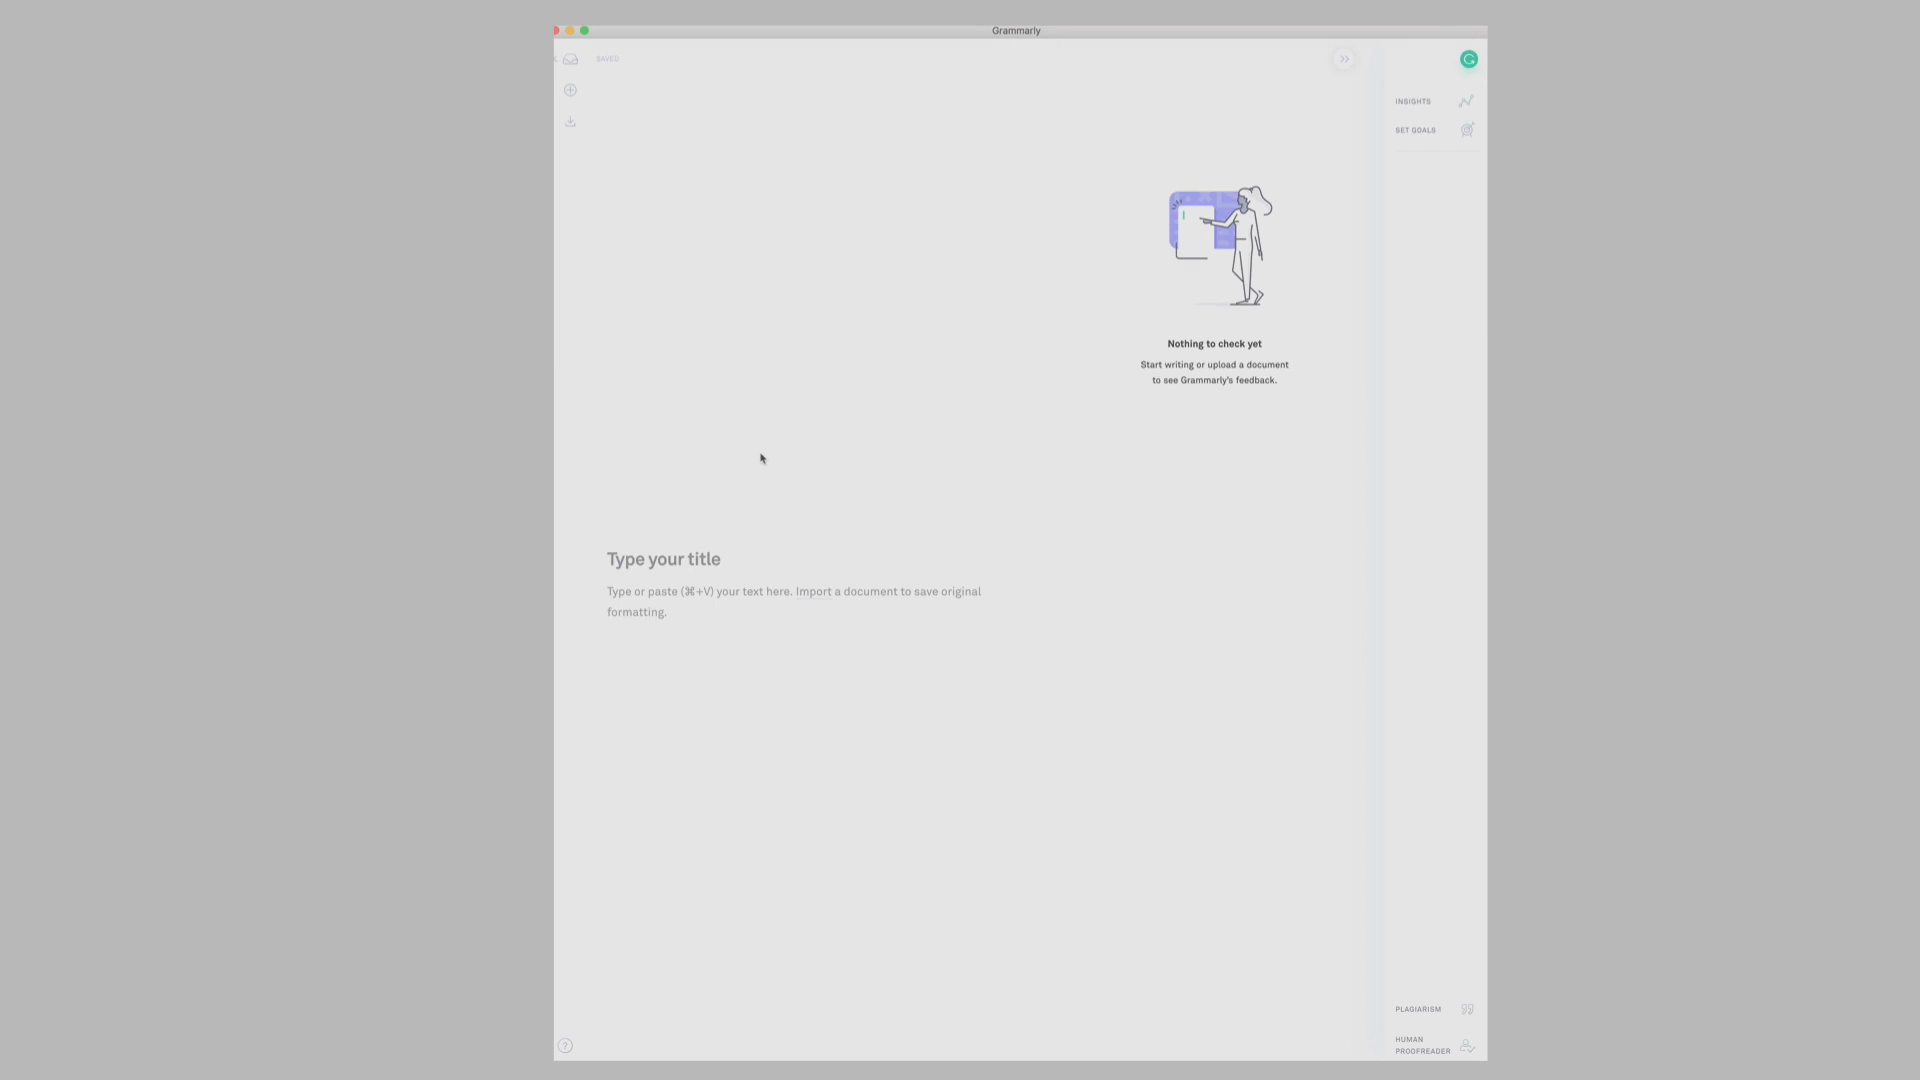 Grammarly
SAVED
INSIGHTS
SET GOALS
Nothing to check yet
Start writing or upload a document
to see Grammarly's feedback.
Type your title
Type or paste (⌘+V) your text here. Import a document to save original
formatting.
PLAGIARISM
HUMAN
PROOFREADER
?